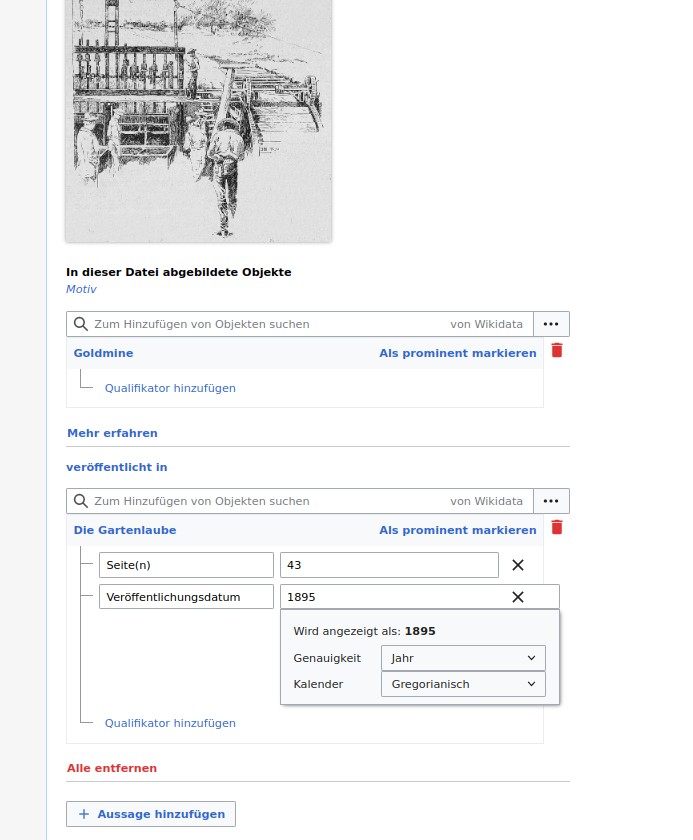 In dieser Datei abgebildete Objekte
Motiv
Zum Hinzufügen von Objekten suchen von Wikidata
Goldmine Als prominent markieren
Qualifikator hinzufügen
Mehr erfahren
veröffentlicht in
Zum Hinzufügen von Objekten suchen von Wikidata
Die Gartenlaube Als prominent markieren
Seite(n) 43
Veröffentlichungsdatum 1895
Wird angezeigt als: 1895
Genauigkeit Jahr
Kalender Gregorianisch
Qualifikator hinzufügen
Alle entfernen
+ Aussage hinzufügen